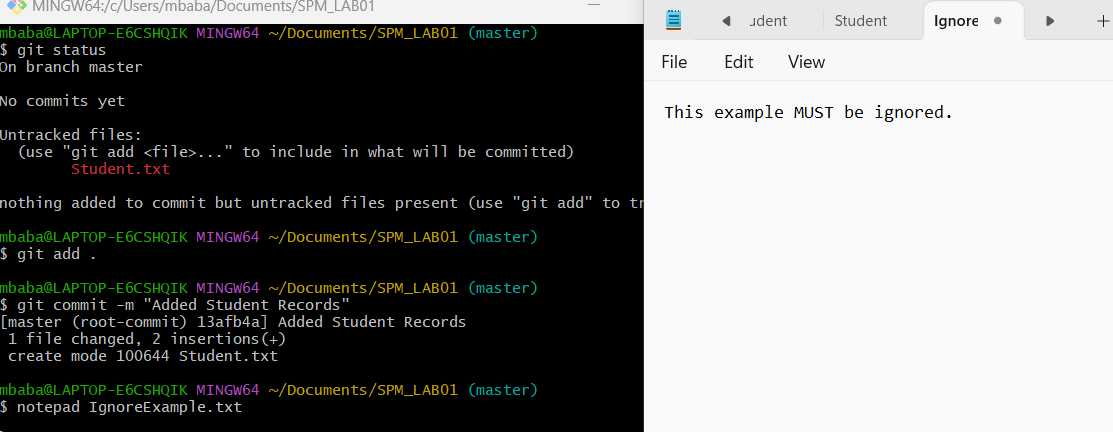 MINGW64:/c/Users/mbaba/Documents/SPM_LAB01
mbaba@LAPTOP-E6CSHQIK MINGW64 ~/Documents/SPM_LAB01 (master)
$ git status
On branch master
No commits yet
Untracked files:
(use "git add <file>..." to include in what will be committed)
Student.txt
nothing added to commit but untracked files present (use "git add" to tr
mbaba@LAPTOP-E6CSHQIK MINGW64 ~/Documents/SPM_LAB01 (master)
$ git add .
mbaba@LAPTOP-E6CSHQIK MINGW64 ~/Documents/SPM_LAB01 (master)
$ git commit -m "Added Student Records"
[master (root-commit) 13afb4a] Added Student Records
1 file changed, 2 insertions(+)
create mode 100644 Student.txt
mbaba@LAPTOP-E6CSHQIK MINGW64 ~/Documents/SPM_LAB01 (master)
$ notepad IgnoreExample.txt
udent Student Ignore
File Edit View
This example MUST be ignored.